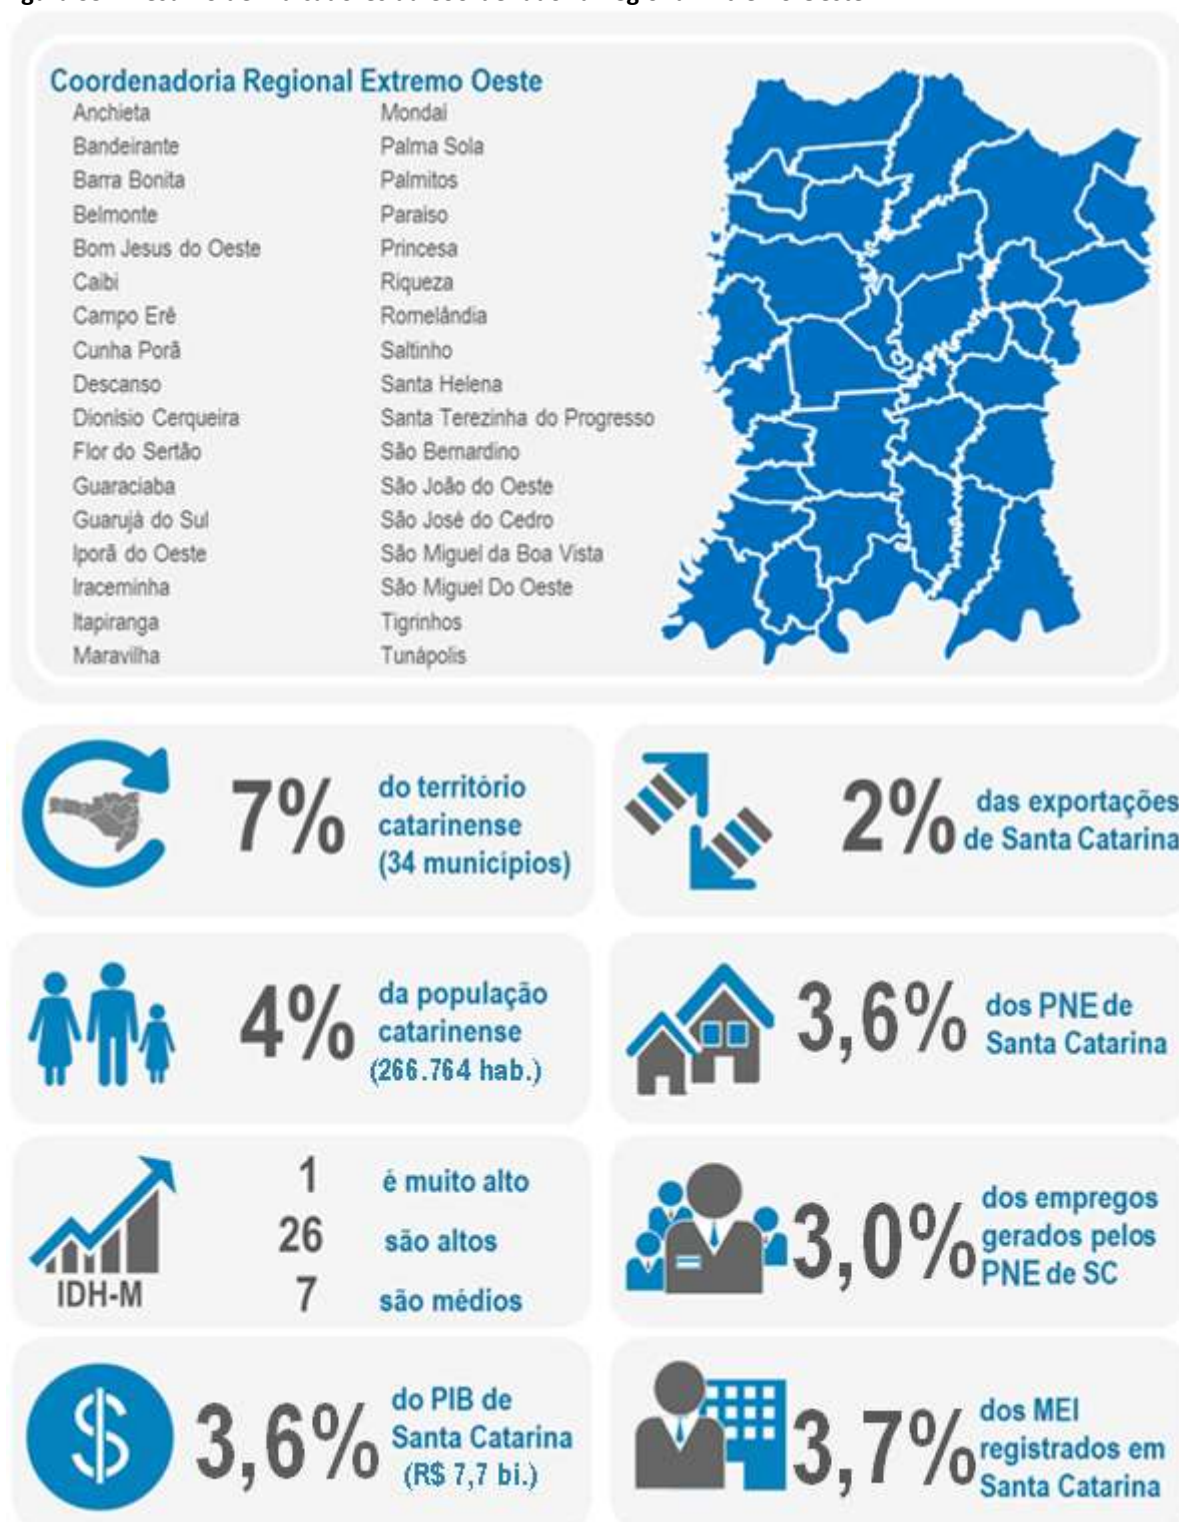 Coordenadoria Regional Extremo Oeste
Anchieta
Bandeirante
Barra Bonita
Belmonte
Bom Jesus do Oeste
Caibi
Campo Erê
Cunha Porã
Descanso
Dionísio Cerqueira
Flor do Sertão
Guaraciaba
Guarujá do Sul
Iporã do Oeste
Iraceminha
Itapiranga
Maravilha
Mondaí
Palma Sola
Palmitos
Paraíso
Princesa
Riqueza
Romelândia
Saltinho
Santa Helena
Santa Terezinha do Progresso
São Bernardino
São João do Oeste
São José do Cedro
São Miguel da Boa Vista
São Miguel Do Oeste
Tigrinhos
Tunápolis
7%
do território
catarinense
(34 municípios)
2%
das exportações
de Santa Catarina
4%
da população
catarinense
(266.764 hab.)
3,6%
dos PNE de
Santa Catarina
IDH-M
1 é muito alto
26 são altos
7 são médios
3,0%
dos empregos
gerados pelos
PNE de SC
$
3,6%
do PIB de
Santa Catarina
(R$ 7,7 bi.)
3,7%
dos MEI
registrados em
Santa Catarina